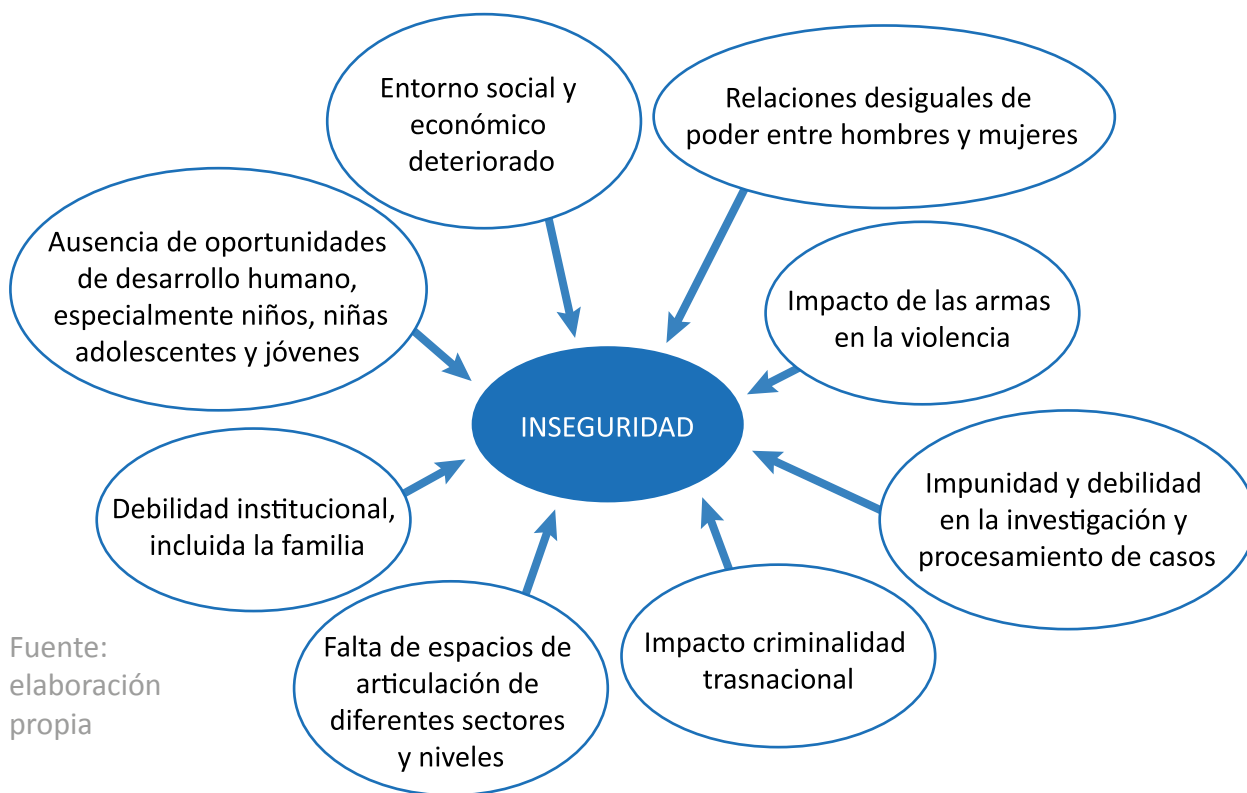 Entorno social y
económico
deteriorado
Relaciones desiguales de
poder entre hombres y mujeres
Ausencia de oportunidades
de desarrollo humano,
especialmente niños, niñas
adolescentes y jóvenes
Impacto de las armas
en la violencia
INSEGURIDAD
Debilidad institucional,
incluida la familia
Impunidad y debilidad
en la investigación y
procesamiento de casos
Falta de espacios de
articulación de
diferentes sectores
y niveles
Impacto criminalidad
trasnacional
Fuente:
elaboración
propia